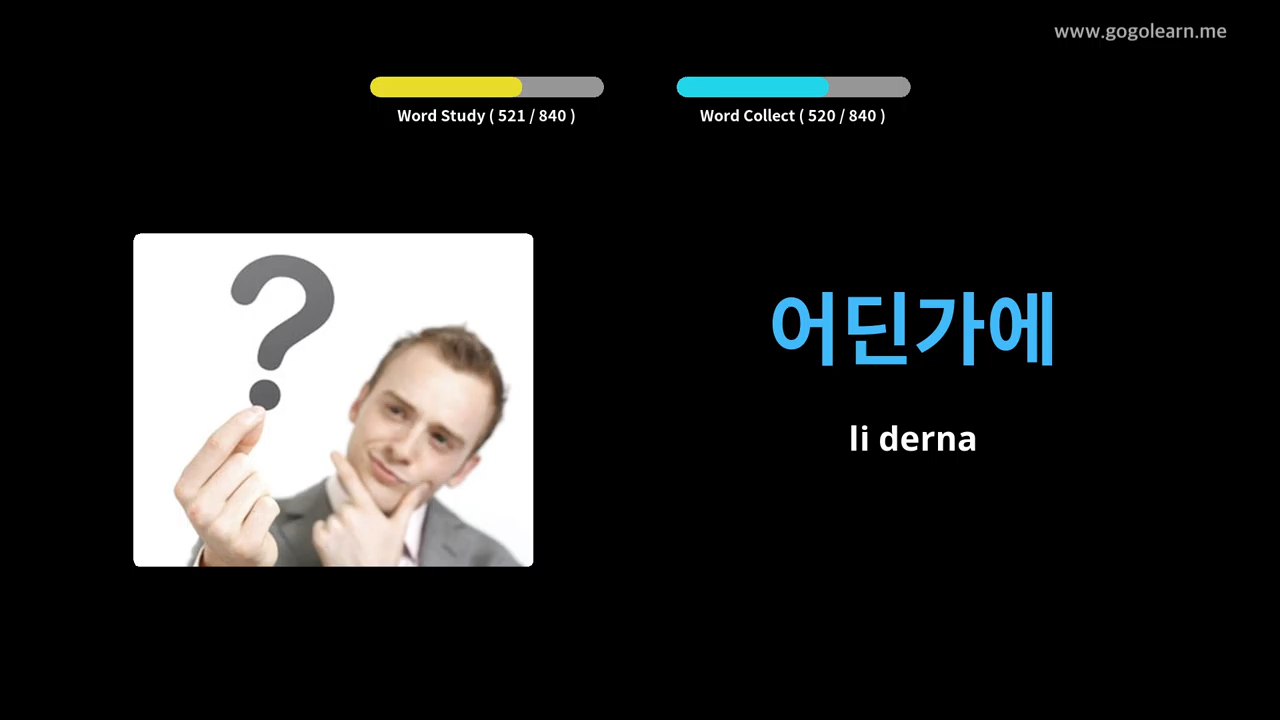 www.gogolearn.me
Word Study ( 521 / 840 )
Word Collect ( 520 / 840 )
?
어딘가에
li derna